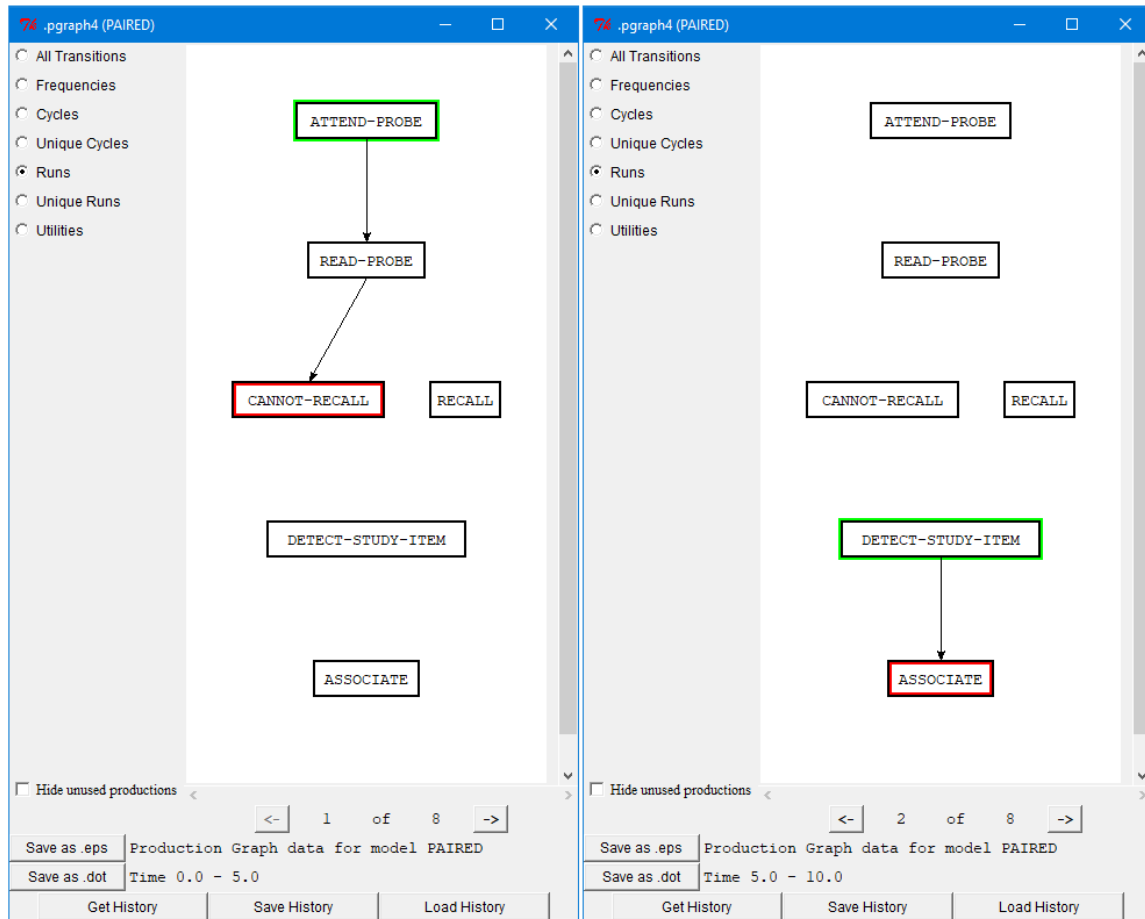 .pgraph4 (PAIRED)
All Transitions
Frequencies
Cycles
Unique Cycles
Runs
Unique Runs
Utilities
ATTEND-PROBE
READ-PROBE
CANNOT-RECALL RECALL
DETECT-STUDY-ITEM
ASSOCIATE
Hide unused productions
<- 1 of 8 ->
Save as .eps Production Graph data for model PAIRED
Save as .dot Time 0.0 - 5.0
Get History Save History Load History
.pgraph4 (PAIRED)
All Transitions
Frequencies
Cycles
Unique Cycles
Runs
Unique Runs
Utilities
ATTEND-PROBE
READ-PROBE
CANNOT-RECALL RECALL
DETECT-STUDY-ITEM
ASSOCIATE
Hide unused productions
<- 2 of 8 ->
Save as .eps Production Graph data for model PAIRED
Save as .dot Time 5.0 - 10.0
Get History Save History Load History